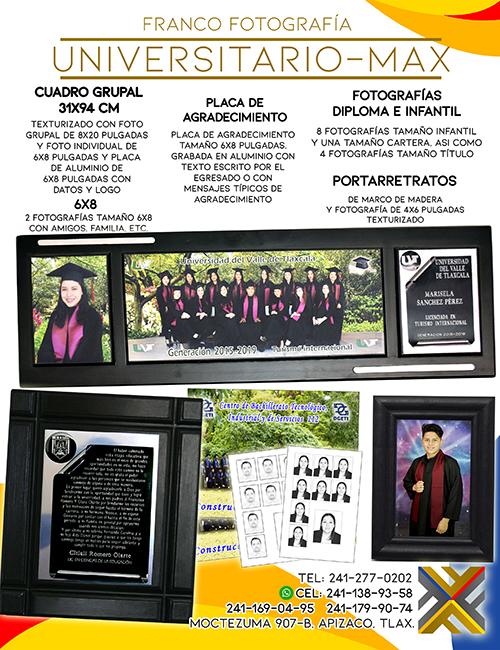 FRANCO FOTOGRAFÍA
UNIVERSITARIO-MAX
CUADRO GRUPAL
31X94 CM
TEXTURIZADO CON FOTO
GRUPAL DE 8X20 PULGADAS
Y FOTO INDIVIDUAL DE
6X8 PULGADAS Y PLACA
DE ALUMINIO DE
6X8 PULGADAS CON
DATOS Y LOGO
6X8
2 FOTOGRAFÍAS TAMAÑO 6X8
CON AMIGOS, FAMILIA, ETC.
PLACA DE
AGRADECIMIENTO
PLACA DE AGRADECIMIENTO
TAMAÑO 6X8 PULGADAS,
GRABADA EN ALUMINIO CON
TEXTO ESCRITO POR EL
EGRESADO O CON
MENSAJES TÍPICOS DE
AGRADECIMIENTO
FOTOGRAFÍAS
DIPLOMA E INFANTIL
8 FOTOGRAFÍAS TAMAÑO INFANTIL
Y UNA TAMAÑO CARTERA, ASI COMO
4 FOTOGRAFÍAS TAMAÑO TÍTULO
PORTARRETRATOS
DE MARCO DE MADERA
Y FOTOGRAFÍA DE 4X6 PULGADAS
TEXTURIZADO
Universidad del Valle de Tlaxcala
UVT
Generación 2015-2019
Turismo internacional
UNIVERSIDAD
DEL VALLE
DE TLAXCALA
MARISELA
SANCHEZ PÉREZ
LICENCIADA EN
TURISMO INTERNACIONAL
GENERACIÓN 2015-2019
Citlali Romero Olarte
LIC. EN CIENCIAS DE LA EDUCACIÓN
Centro de Bachillerato Tecnológico
Industrial y de Servicios 212
DGETI
TEL: 241-277-0202
CEL: 241-138-93-58
241-169-04-95 241-179-90-74
MOCTEZUMA 907-B, APIZACO, TLAX.